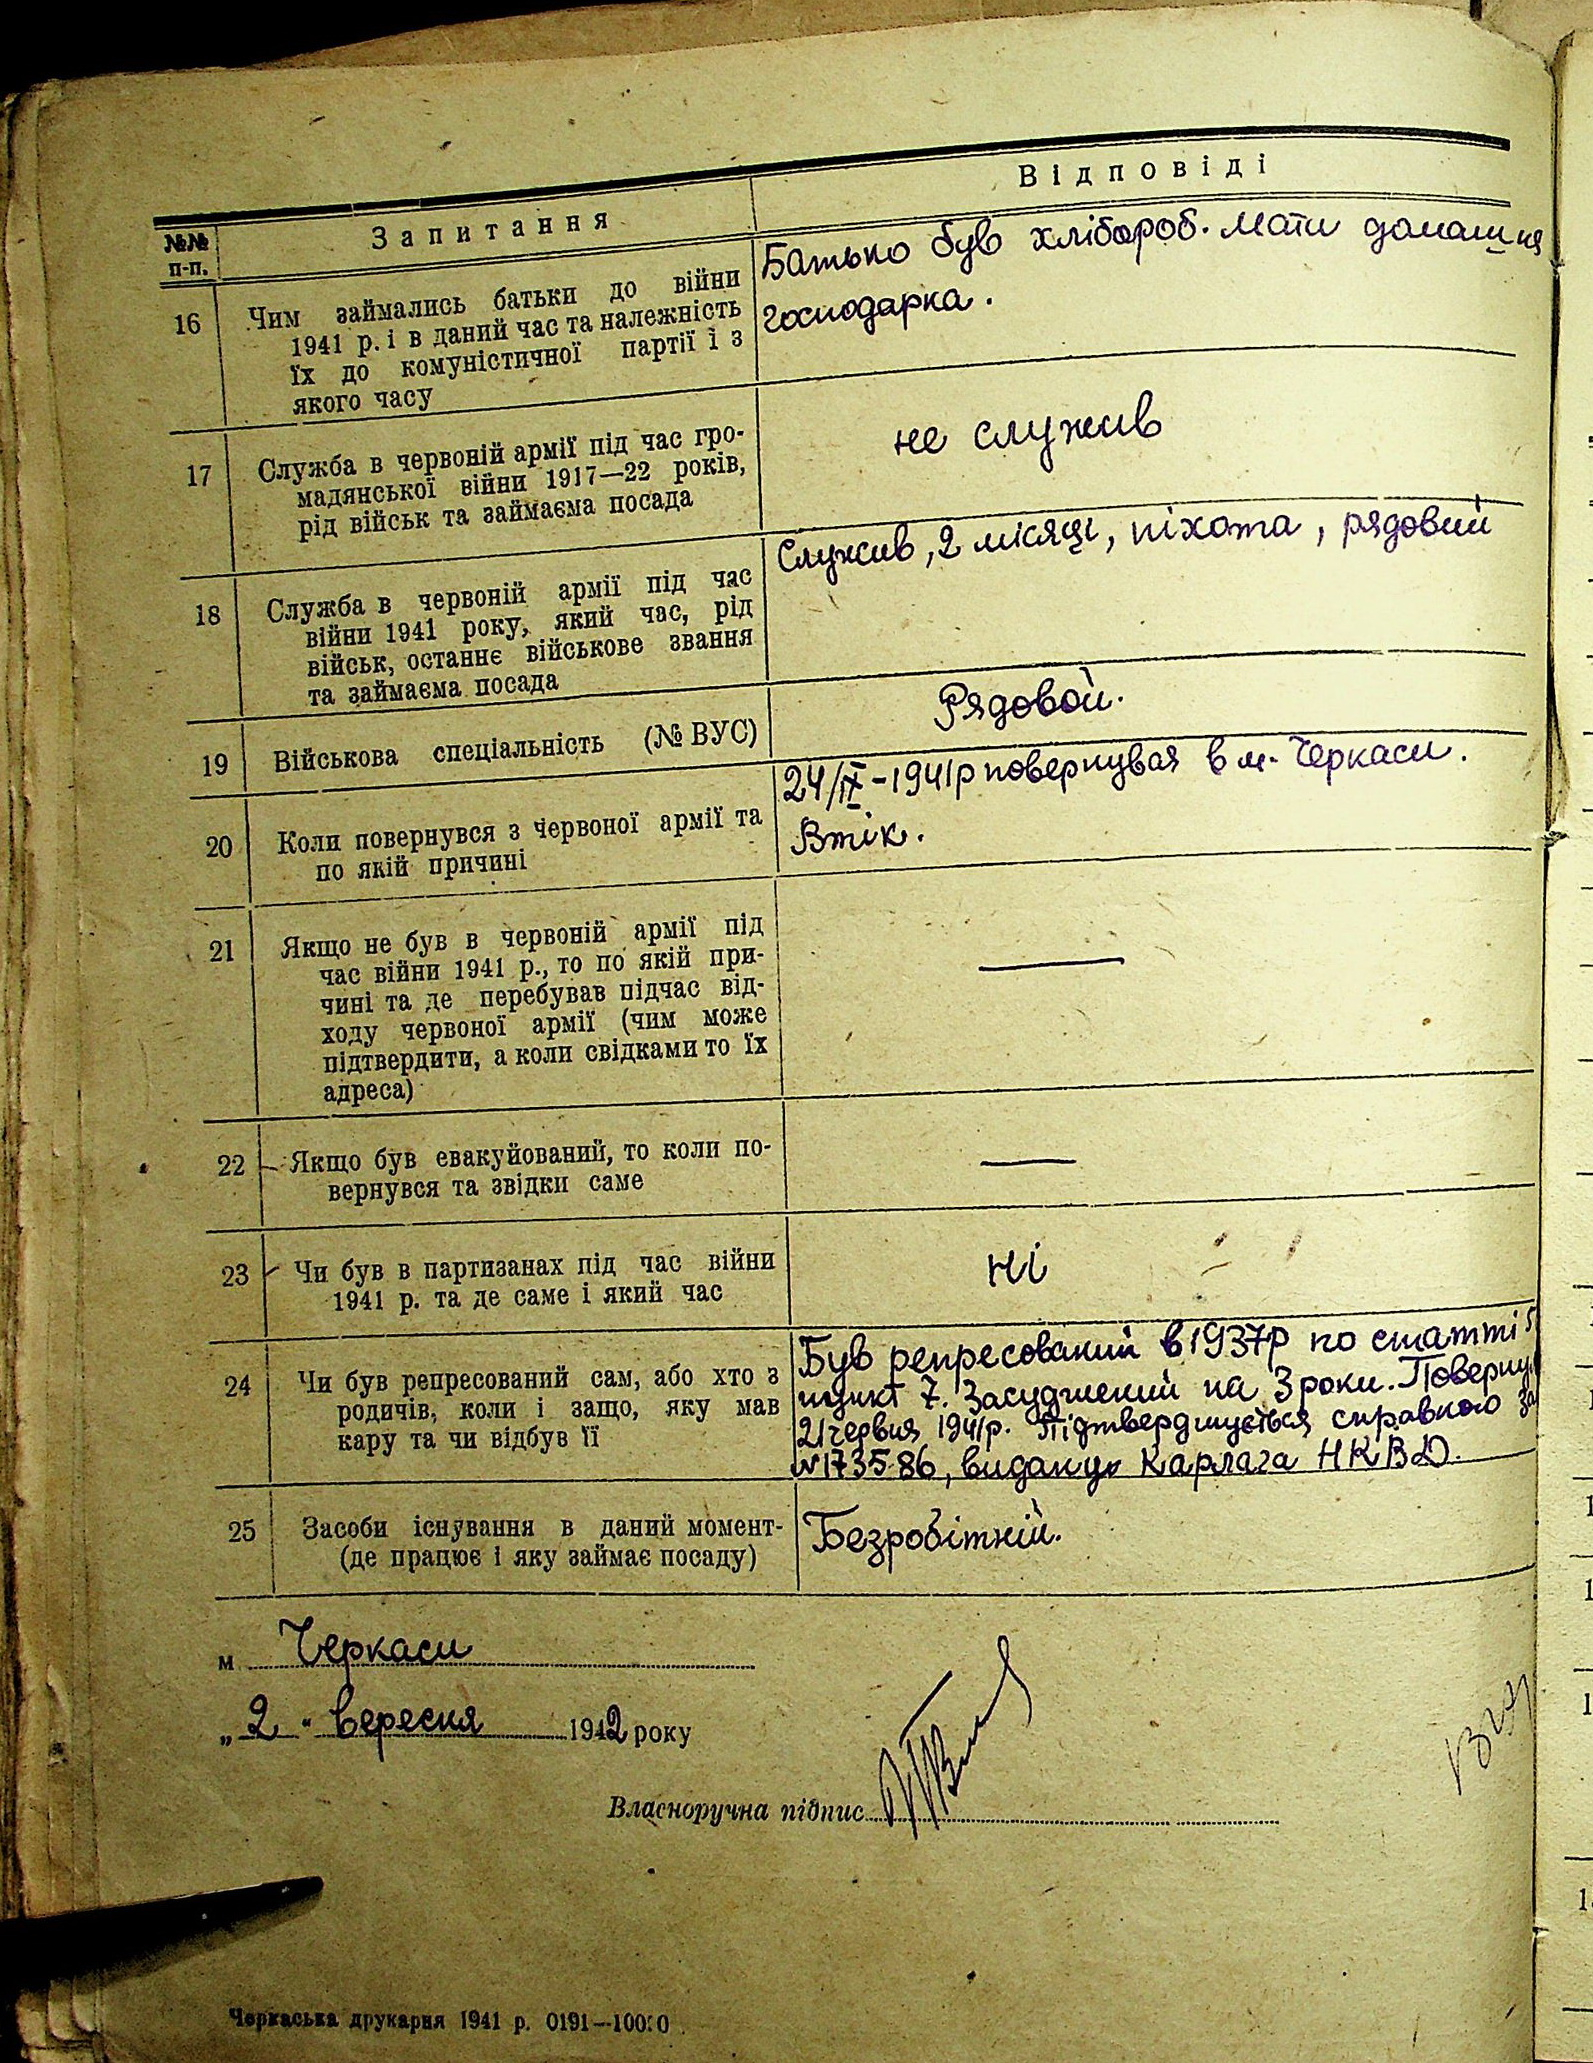 №№ п-п.
Запитання
Відповіді
16
Чим займались батьки до війни
1941 р. і в даний час та належність
їх до комуністичної партії і з
якого часу
Батько був хлібороб. Мати домашня
господарка.
17
Служба в червоній армії під час гро-
мадянської війни 1917—22 років,
рід військ та займаєма посада
не служив
18
Служба в червоній армії під час
війни 1941 року, який час, рід
військ, останнє військове звання
та займаєма посада
Служив, 2 місяці, піхота, рядовий
19
Військова спеціальність (№ ВУС)
Рядовой.
20
Коли повернувся з червоної армії та
по якій причині
24/IX-1941р повернувся в м. Черкаси.
Втік.
21
Якщо не був в червоній армії під
час війни 1941 р., то по якій при-
чині та де перебував підчас від-
ходу червоної армії (чим може
підтвердити, а коли свідками то їх
адреса)
—
22
Якщо був евакуйований, то коли по-
вернувся та звідки саме
—
23
Чи був в партизанах під час війни
1941 р. та де саме і який час
ні
24
Чи був репресований сам, або хто з
родичів, коли і защо, яку мав
кару та чи відбув її
Був репресований в 1937р по статті
пункт 7. Засуджений на 3 роки. Повернув
21 червня 1941р. Підтверджується справкою за
№173586, видану Карлага НКВД.
25
Засоби існування в даний момент-
(де працює і яку займає посаду)
Безробітній.
м Черкаси
„ 2 " вересня 1942 року
Власноручна підпис
Черкаська друкарня 1941 р. 0191—10000